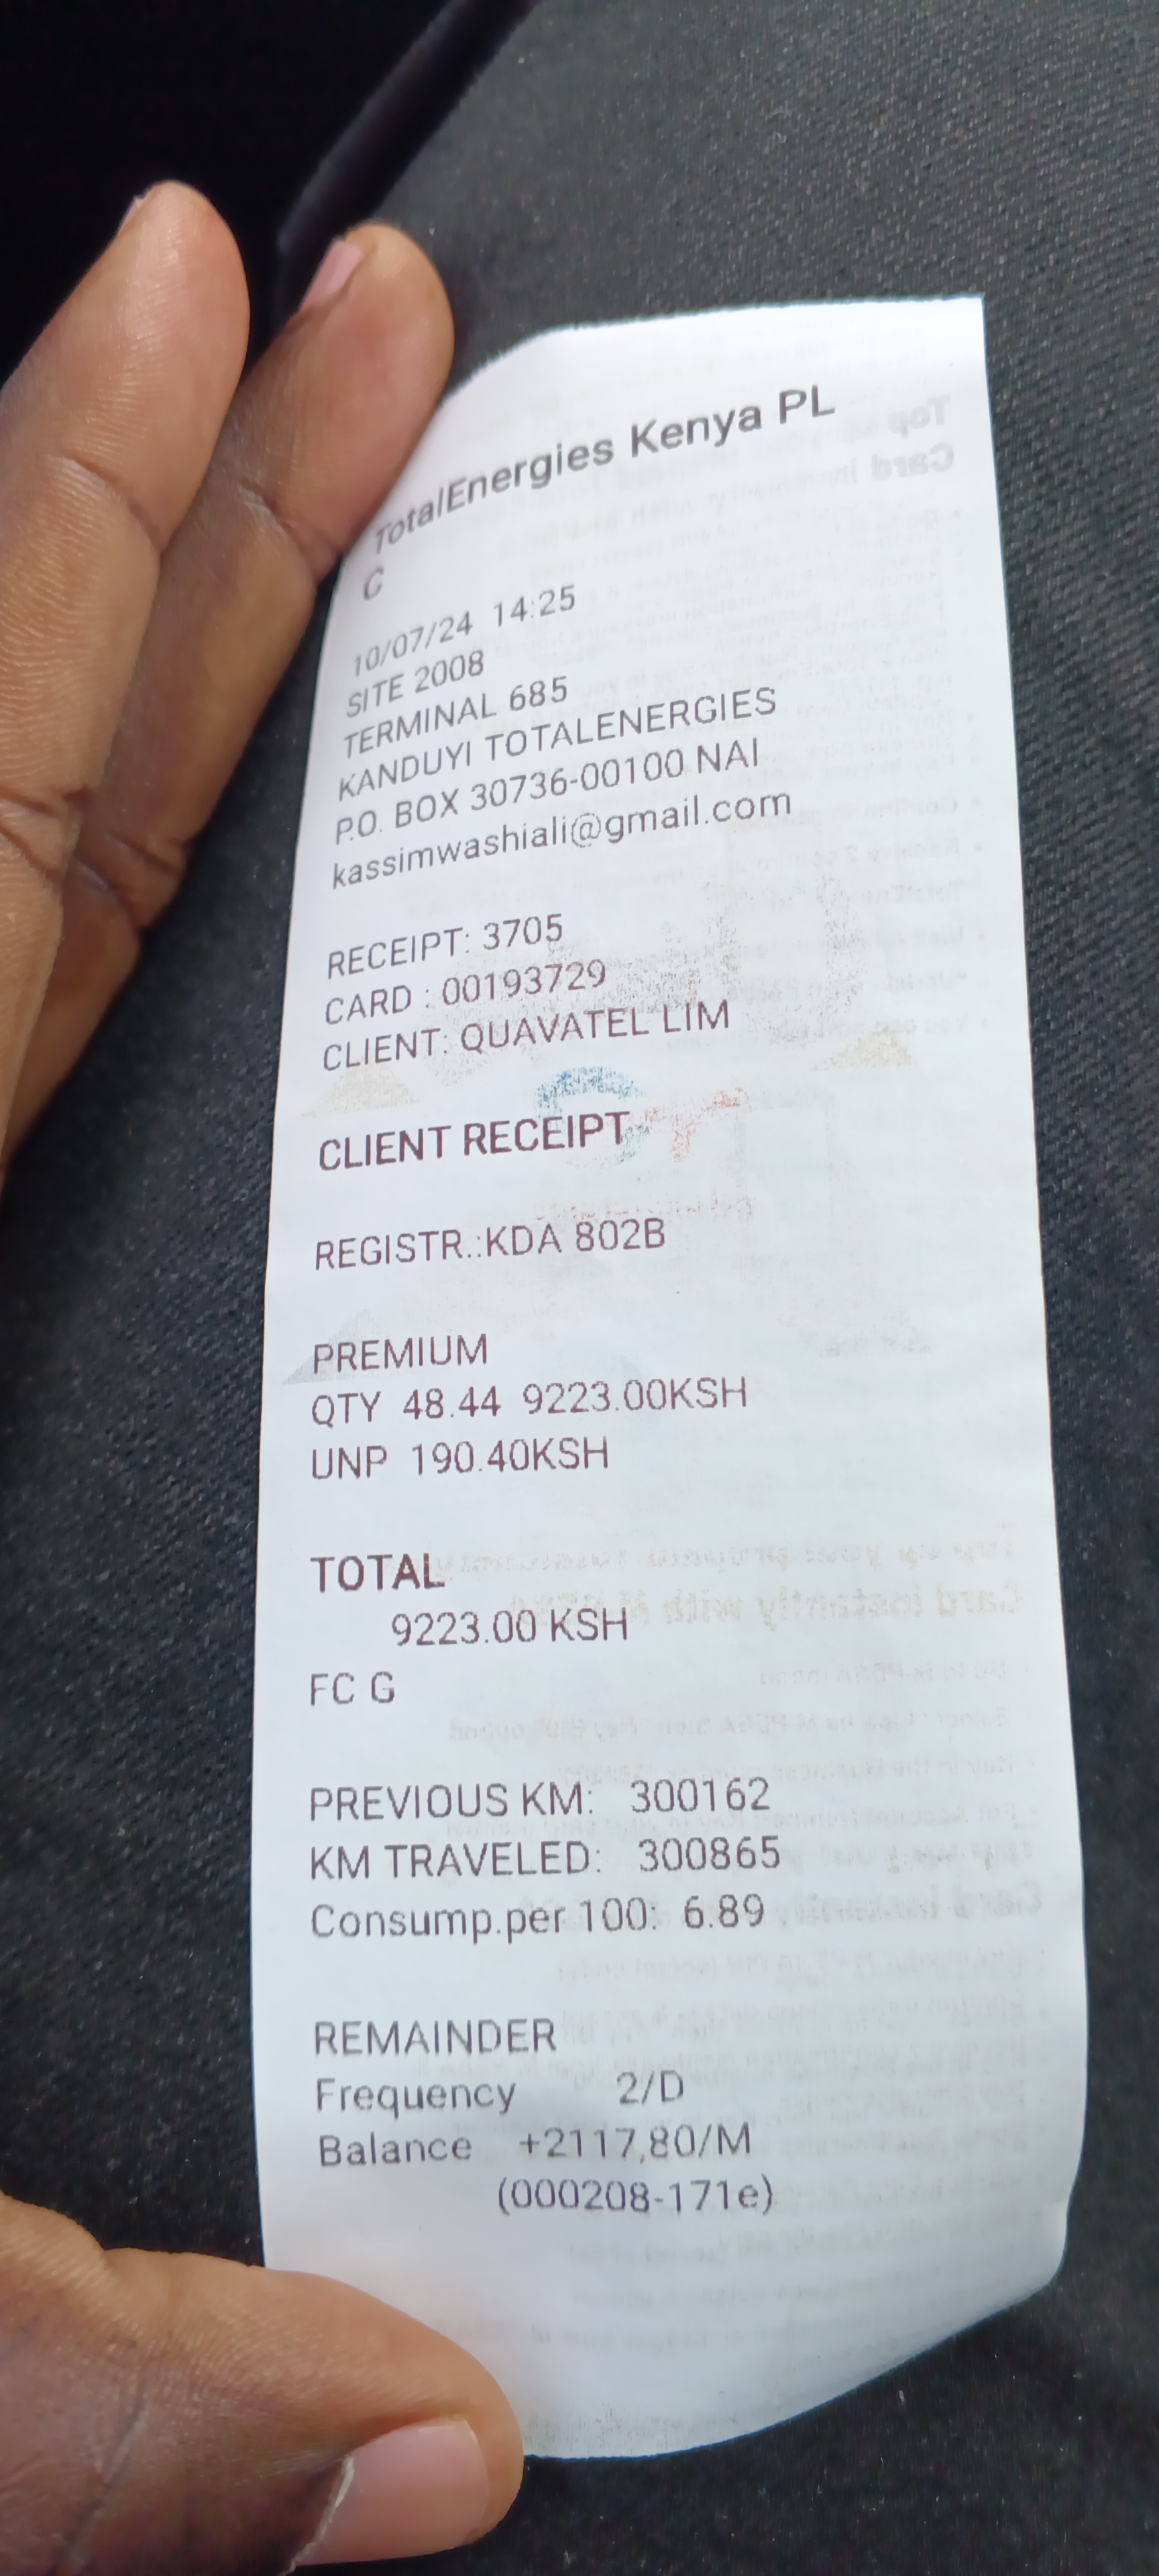 TotalEnergies Kenya PL
C
10/07/24 14:25
SITE 2008
TERMINAL 685
KANDUYI TOTALENERGIES
P.O. BOX 30736-00100 NAI
kassimwashiali@gmail.com
RECEIPT: 3705
CARD : 00193729
CLIENT: QUAVATEL LIM
CLIENT RECEIPT
REGISTR.:KDA 802B
PREMIUM
QTY 48.44 9223.00KSH
UNP 190.40KSH
TOTAL
9223.00 KSH
FC G
PREVIOUS KM: 300162
KM TRAVELED: 300865
Consump.per 100: 6.89
REMAINDER
Frequency 2/D
Balance +2117,80/M
(000208-171e)